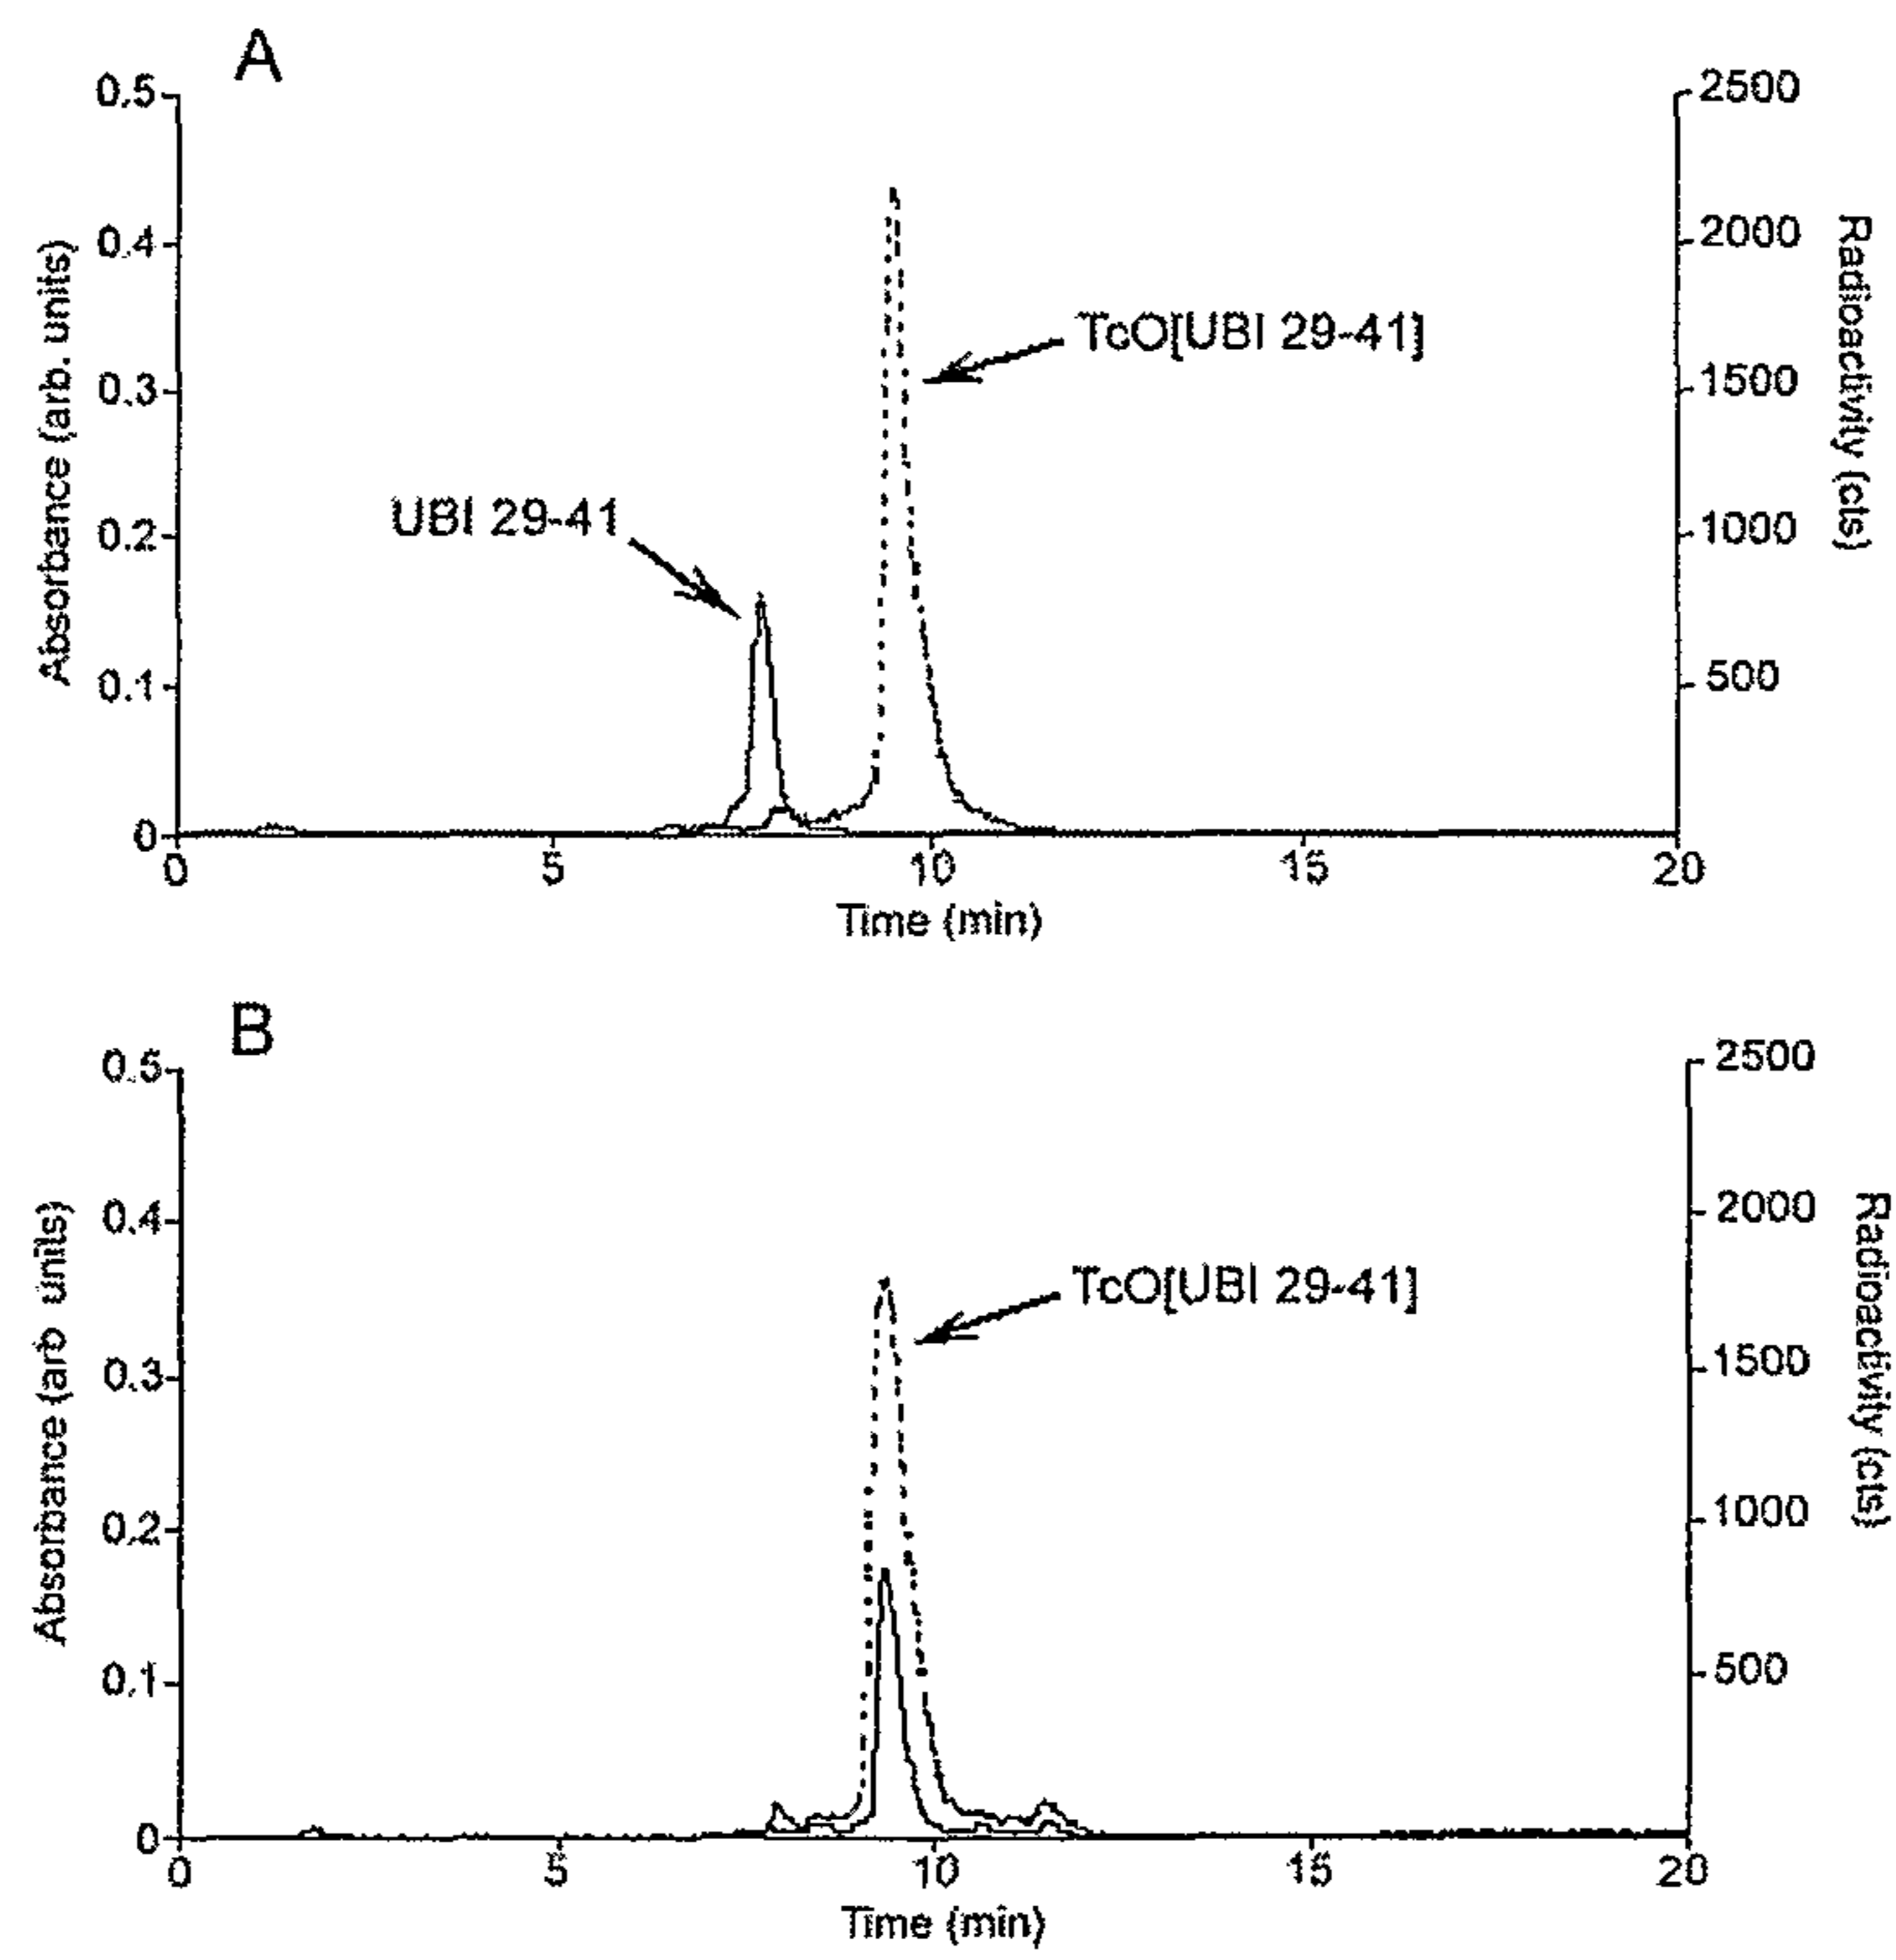 A
0.5
2500
0.4
2000
TcO[UBI 29-41]
0.3
1500
UBI 29-41
0.2
1000
0.1
500
0
Absorbance (arb. units)
Radioactivity (cts)
0 5 10 15 20
Time (min)
B
0.5
2500
0.4
2000
TcO[UBI 29-41]
0.3
1500
0.2
1000
0.1
500
0
Absorbance (arb units)
Radioactivity (cts)
0 5 10 15 20
Time (min)